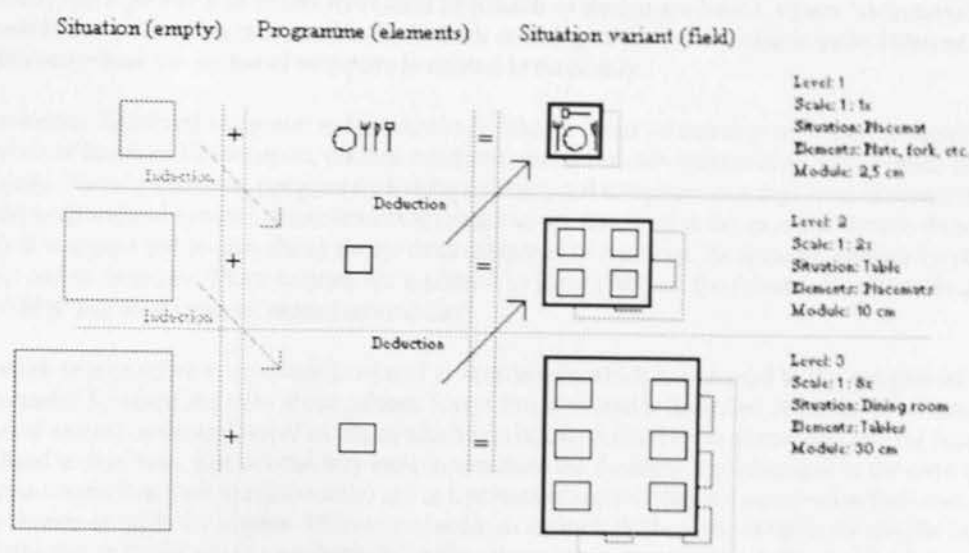 Situation (empty) Programme (elements) Situation variant (field)
+ =
Level: 1
Scale: 1 : 1x
Situation: Placemat
Elements: Plate, fork, etc.
Module: 2,5 cm
Induction
Deduction
+ =
Level: 2
Scale: 1 : 2x
Situation: Table
Elements: Placemats
Module: 10 cm
Induction
Deduction
+ =
Level: 3
Scale: 1 : 8x
Situation: Dining room
Elements: Tables
Module: 30 cm